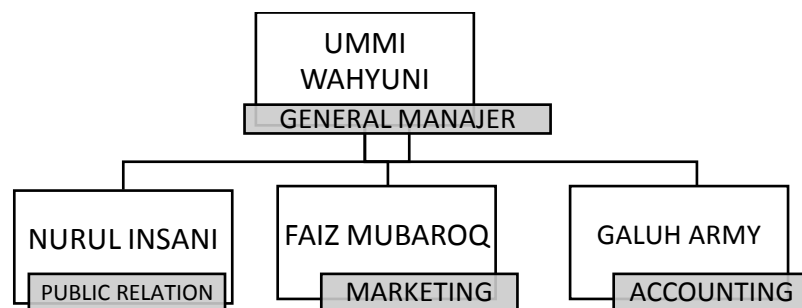 UMMI
WAHYUNI
GENERAL MANAJER
NURUL INSANI
PUBLIC RELATION
FAIZ MUBAROQ
MARKETING
GALUH ARMY
ACCOUNTING